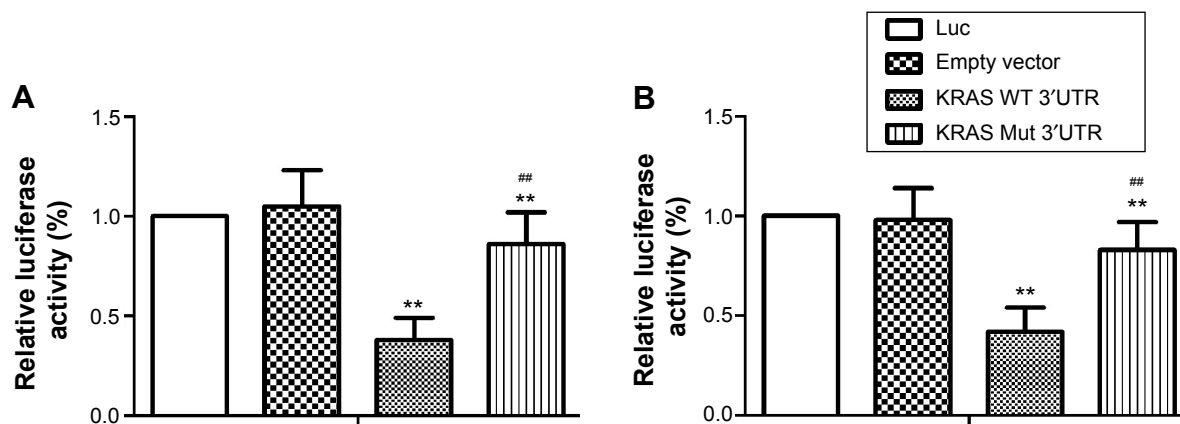 A
Relative luciferase
activity (%)
1.5
1.0
0.5
0.0
**
##
**
B
Relative luciferase
activity (%)
1.5
1.0
0.5
0.0
**
##
**
Luc
Empty vector
KRAS WT 3′UTR
KRAS Mut 3′UTR